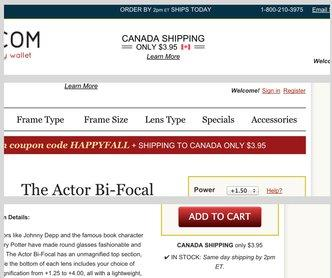 ORDER BY 2pm ET SHIPS TODAY
1-800-210-3975
Email S
.COM
y wallet
CANADA SHIPPING
ONLY $3.95
Learn More
Welco
Learn More
Welcome! Sign in Register
Frame Type Frame Size Lens Type Specials Accessories
n coupon code HAPPYFALL + SHIPPING TO CANADA ONLY $3.95
The Actor Bi-Focal
Power +1.50 Help?
n Details:
ors like Johnny Depp and the famous book character
ry Potter have made round glasses fashionable and
The Actor Bi-Focal has an unmagnified top section,
e the bottom of each lens includes your choice of
gnification from +1.25 to +4.00, all with a lightweight,
ADD TO CART
CANADA SHIPPING only $3.95
✔ IN STOCK: Same day shipping by 2pm
ET).